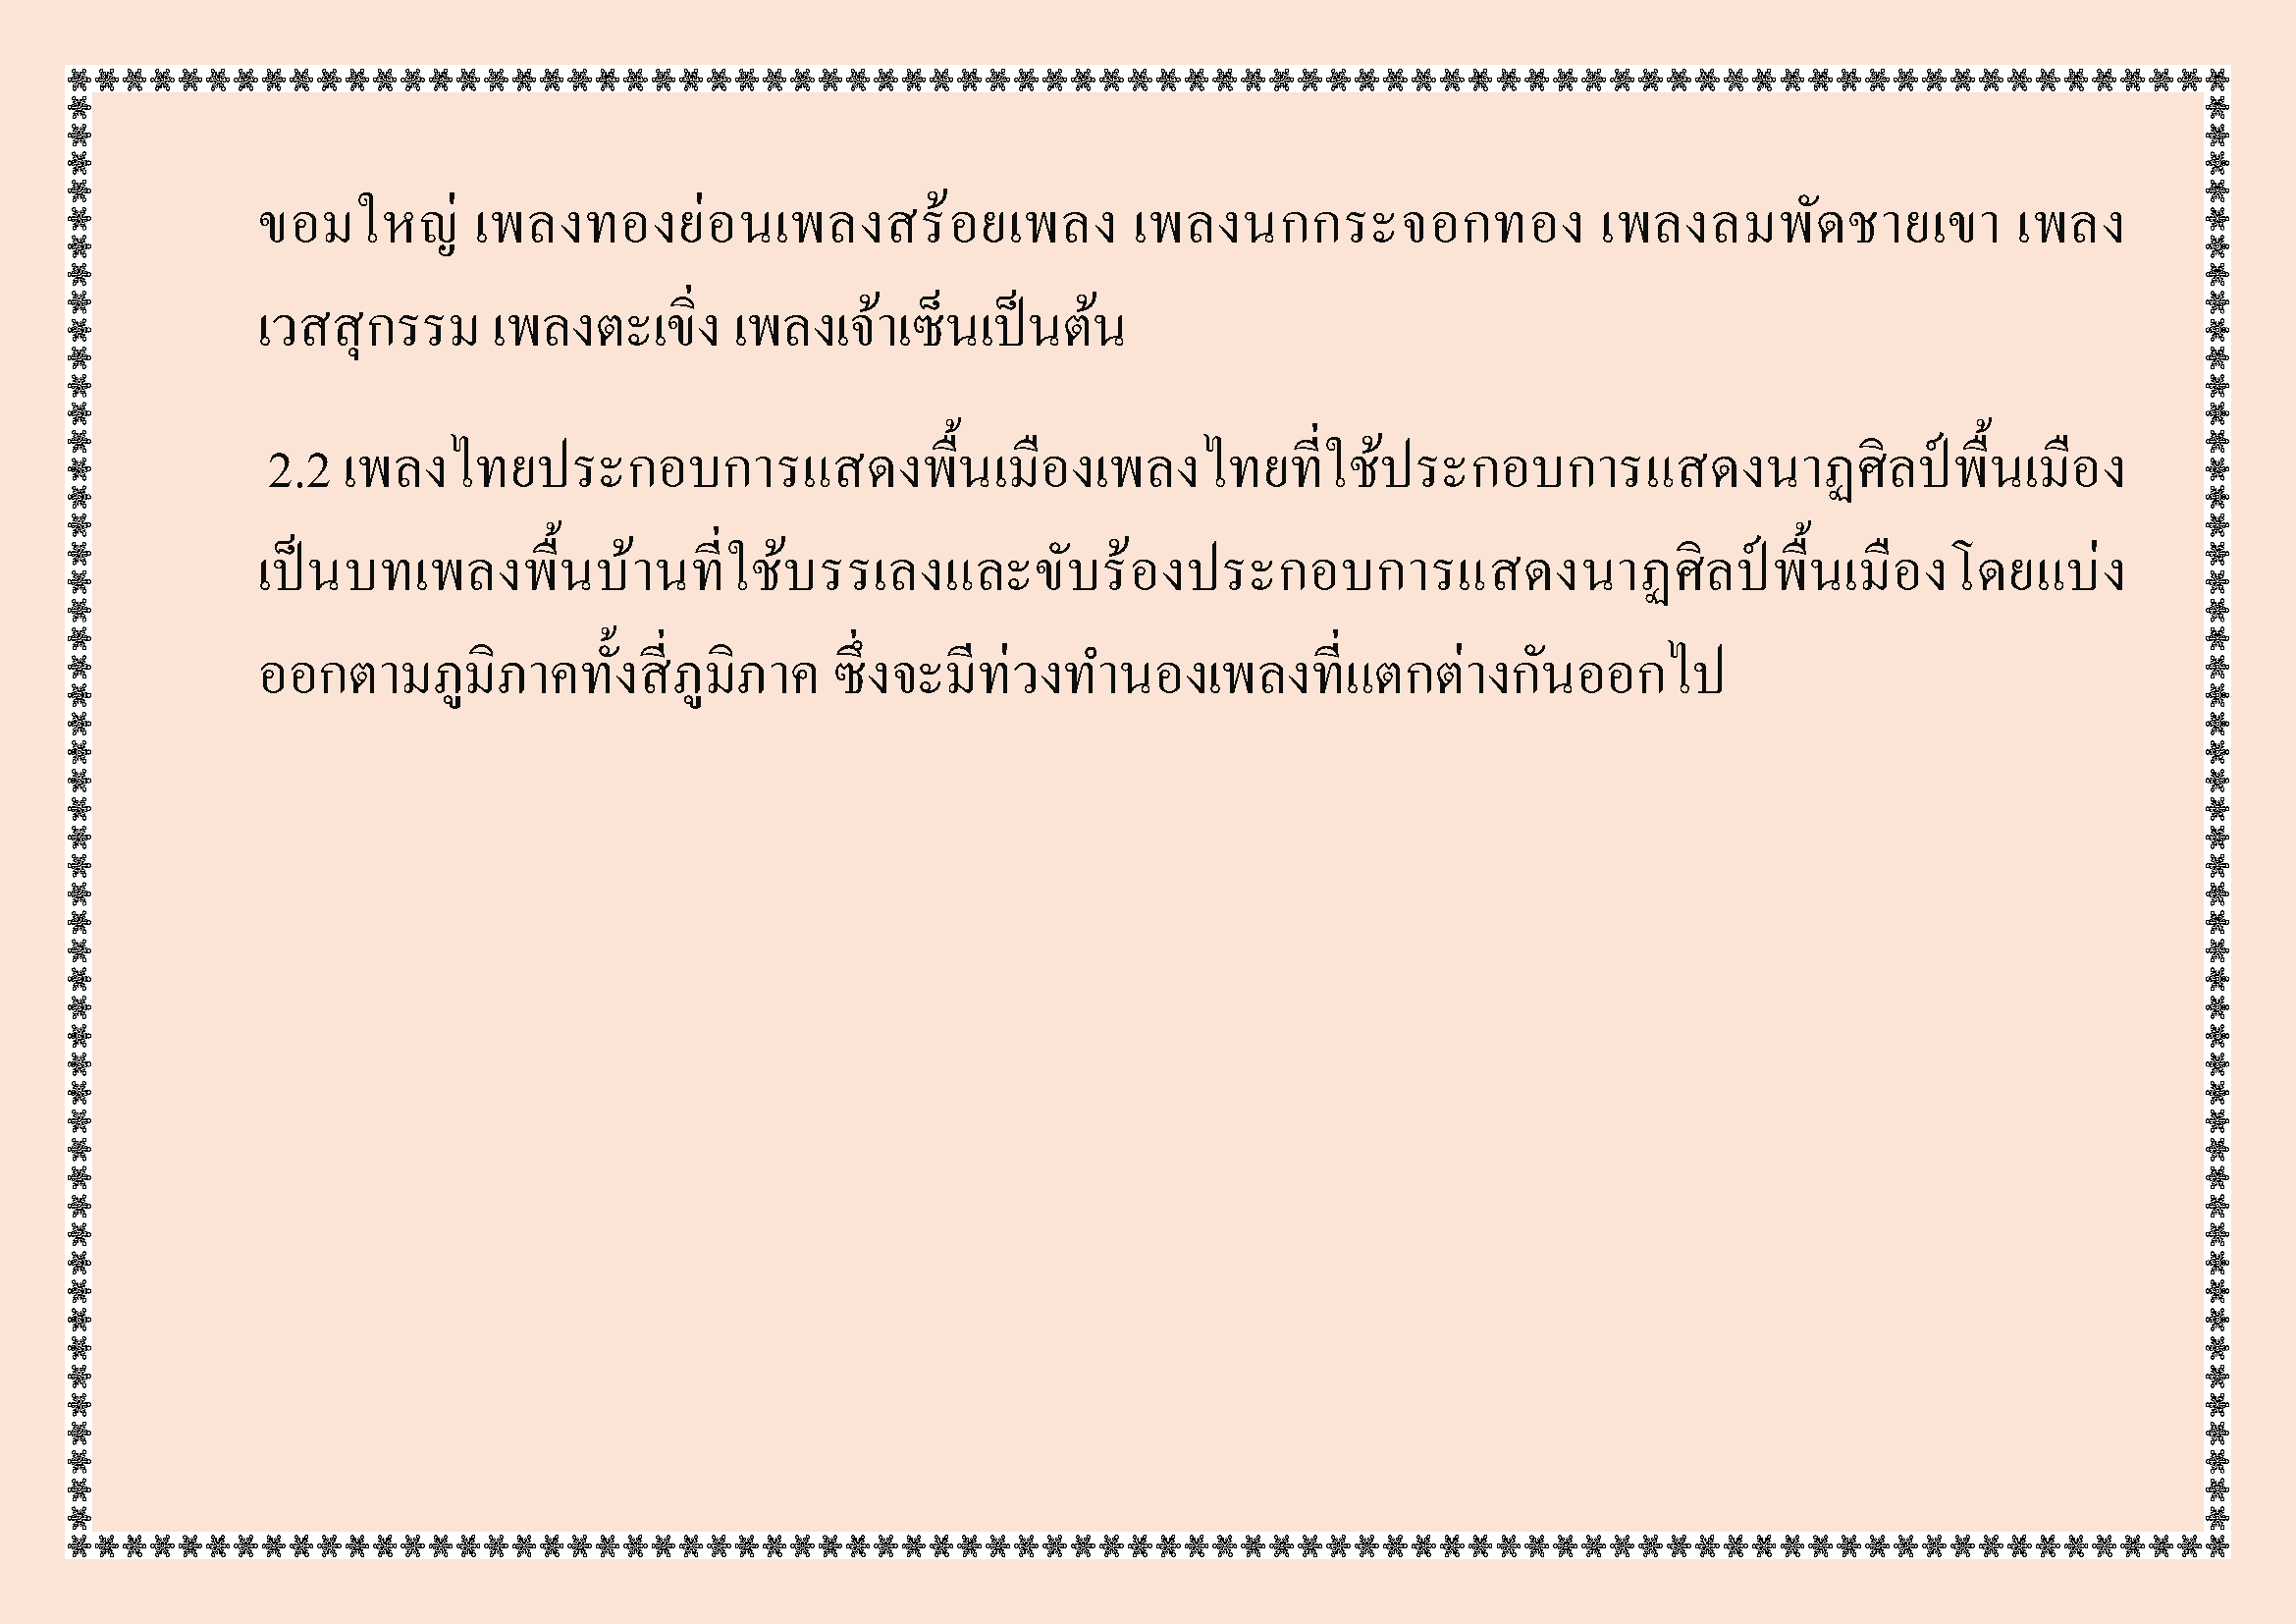 ขอมใหญ่ เพลงทองย่อนเพลงสร้อยเพลง เพลงนกกระจอกทอง เพลงลมพัดชายเขา เพลง
เวสสุกรรม เพลงตะเขิ่ง เพลงเจ้าเซ็นเป็นต้น
2.2 เพลงไทยประกอบการแสดงพื้นเมืองเพลงไทยที่ใช้ประกอบการแสดงนาฏศิลป์พื้นเมือง
เป็นบทเพลงพื้นบ้านที่ใช้บรรเลงและขับร้องประกอบการแสดงนาฏศิลป์พื้นเมืองโดยแบ่ง
ออกตามภูมิภาคทั้งสี่ภูมิภาค ซึ่งจะมีท่วงทำนองเพลงที่แตกต่างกันออกไป